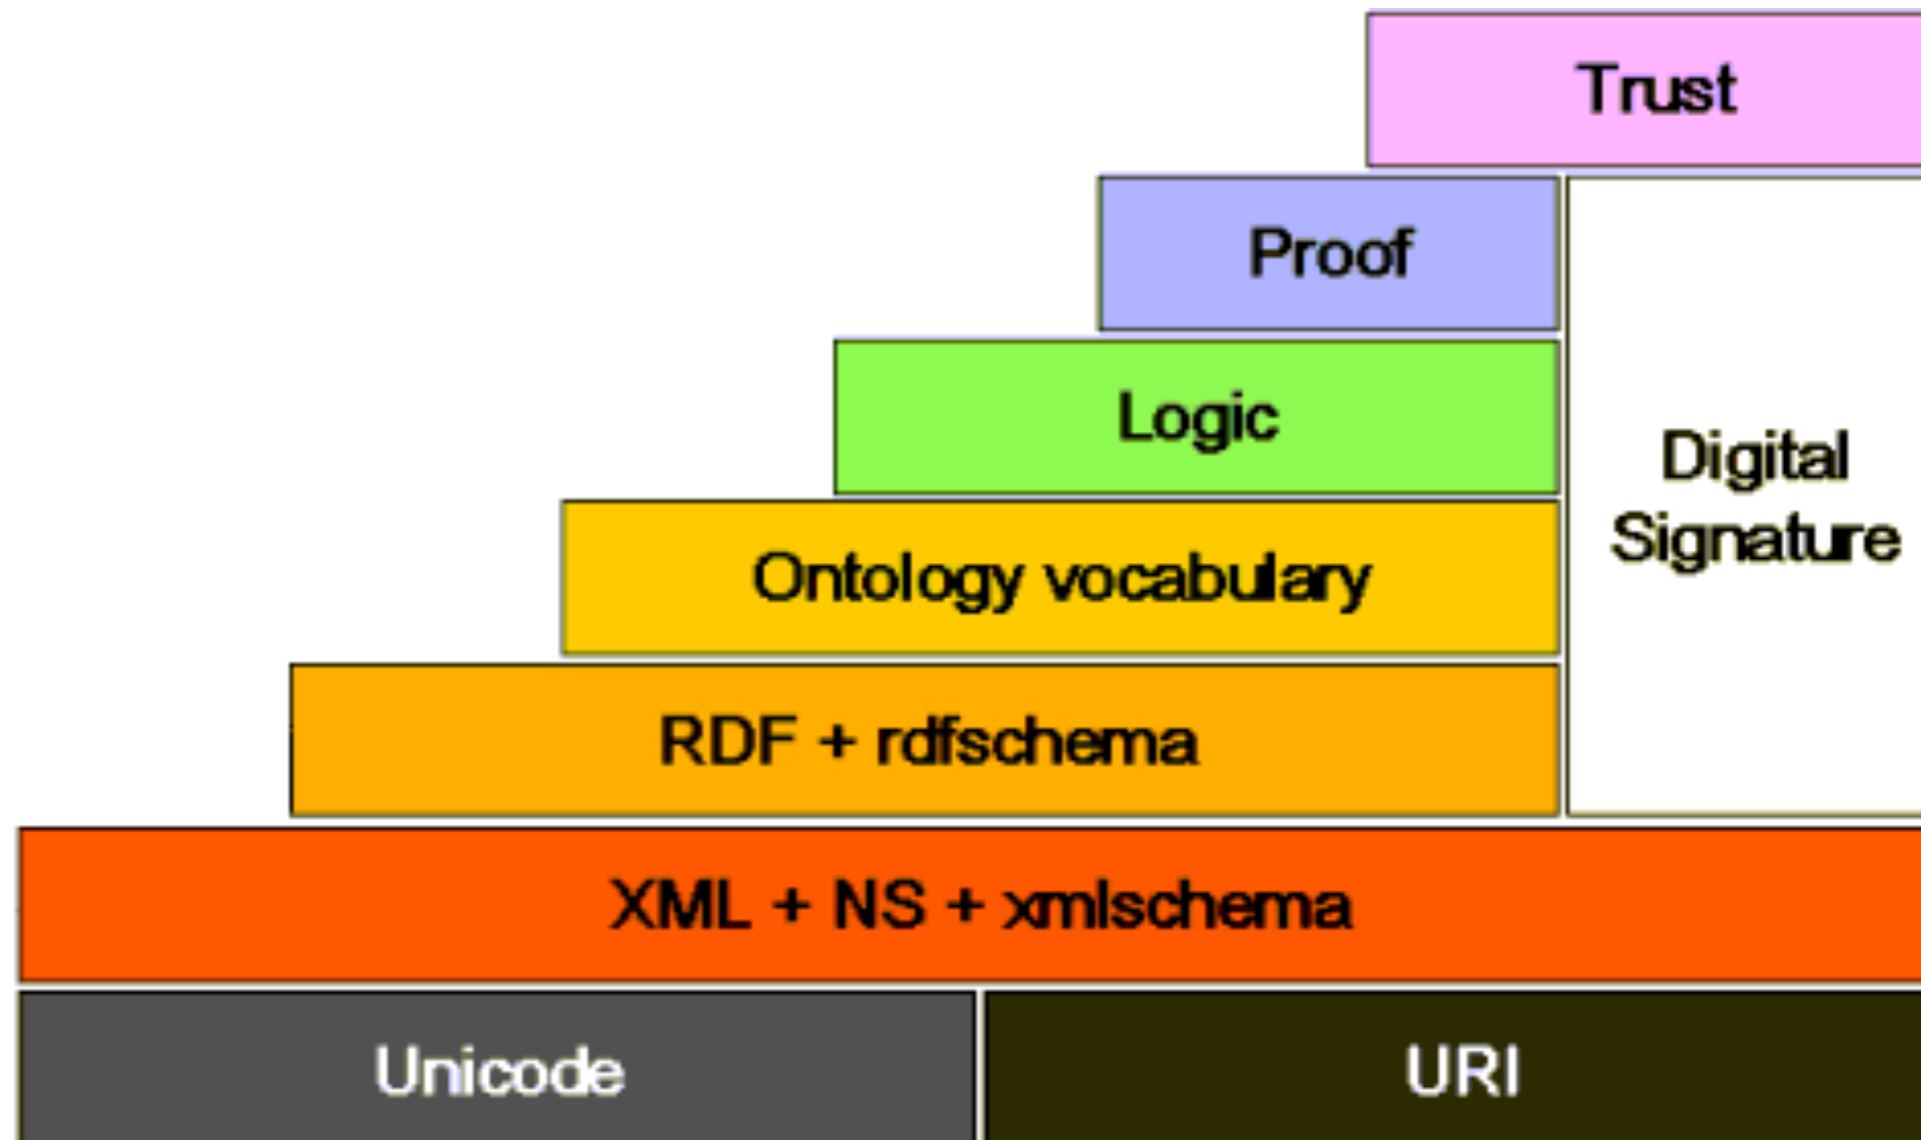 Trust
Proof
Logic
Digital
Signature
Ontology vocabulary
RDF + rdfschema
XML + NS + xmlschema
Unicode
URI